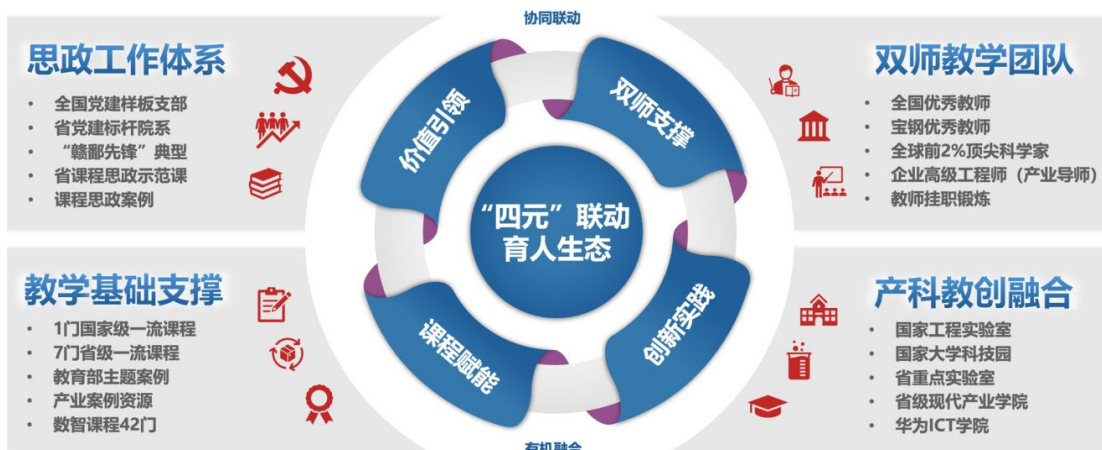 协同联动
思政工作体系
• 全国党建样板支部
• 省党建标杆院系
• “赣鄱先锋”典型
• 省课程思政示范课
• 课程思政案例
双师教学团队
• 全国优秀教师
• 宝钢优秀教师
• 全球前2%顶尖科学家
• 企业高级工程师（产业导师）
• 教师挂职锻炼
价值引领
双师支撑
“四元”联动
育人生态
课程赋能
创新实践
教学基础支撑
• 1门国家级一流课程
• 7门省级一流课程
• 教育部主题案例
• 产业案例资源
• 数智课程42门
产科教创融合
• 国家工程实验室
• 国家大学科技园
• 省重点实验室
• 省级现代产业学院
• 华为ICT学院
有机融合